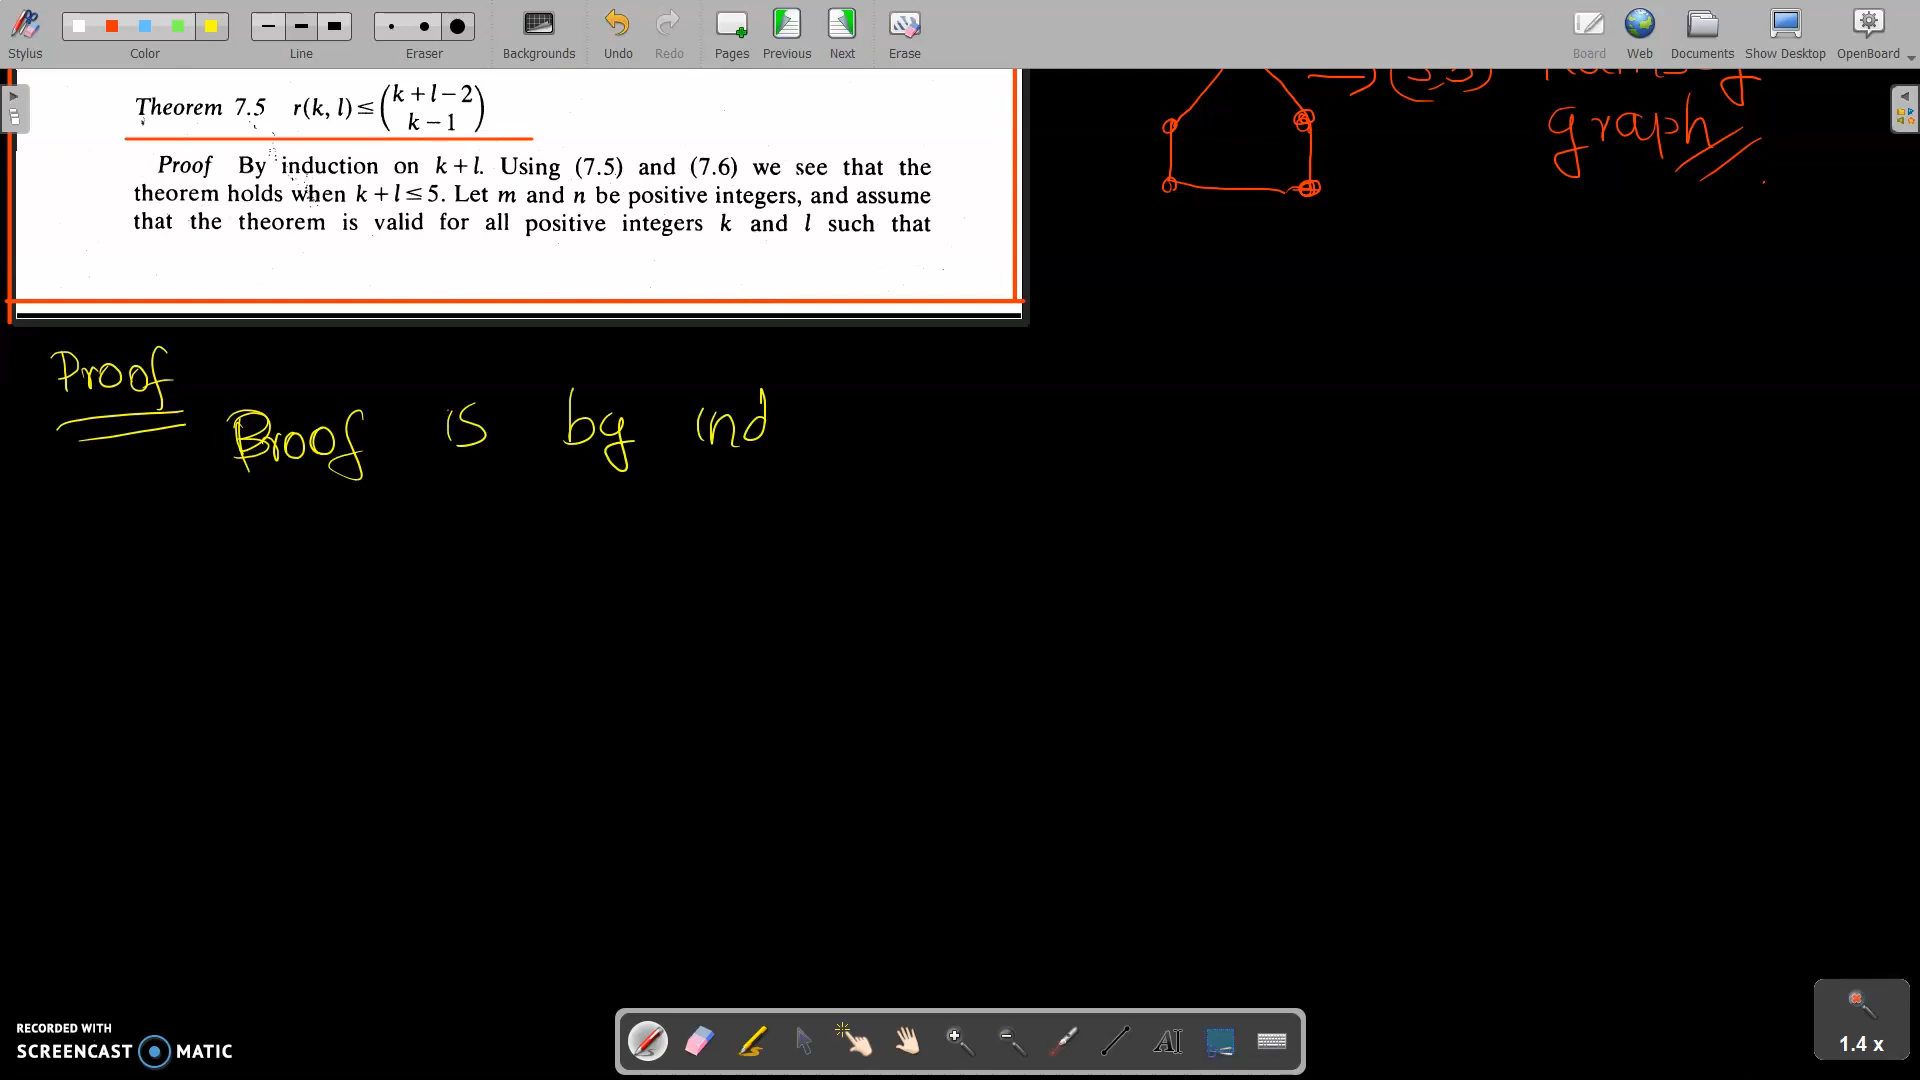 Stylus Color Line Eraser Backgrounds Undo Redo Pages Previous Next Erase Board Web Documents Show Desktop OpenBoard
Theorem 7.5 r(k, l) ≤ (k + l − 2 
k − 1)
Proof By induction on k + l. Using (7.5) and (7.6) we see that the
theorem holds when k + l ≤ 5. Let m and n be positive integers, and assume
that the theorem is valid for all positive integers k and l such that
graph
Proof
Proof is by ind
RECORDED WITH
SCREENCAST MATIC
1.4 x